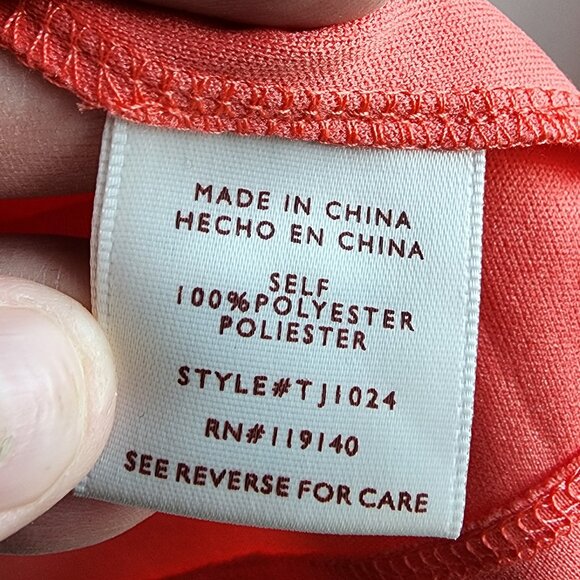 MADE IN CHINA
HECHO EN CHINA
SELF
100%POLYESTER
POLIESTER
STYLE#TJ1024
RN#119140
SEE REVERSE FOR CARE